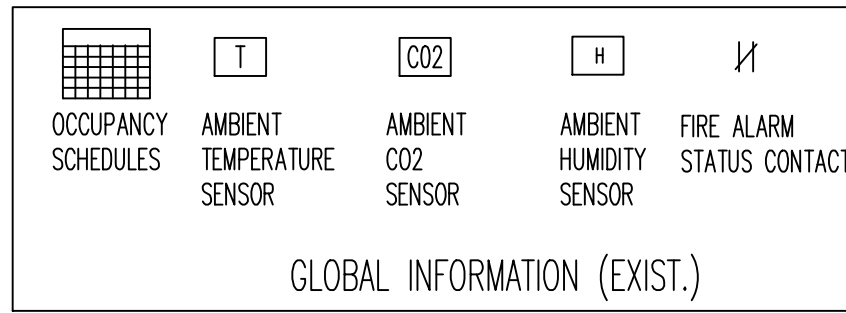 T
CO2
H
OCCUPANCY
SCHEDULES
AMBIENT
TEMPERATURE
SENSOR
AMBIENT
CO2
SENSOR
AMBIENT
HUMIDITY
SENSOR
FIRE ALARM
STATUS CONTACT
GLOBAL INFORMATION (EXIST.)